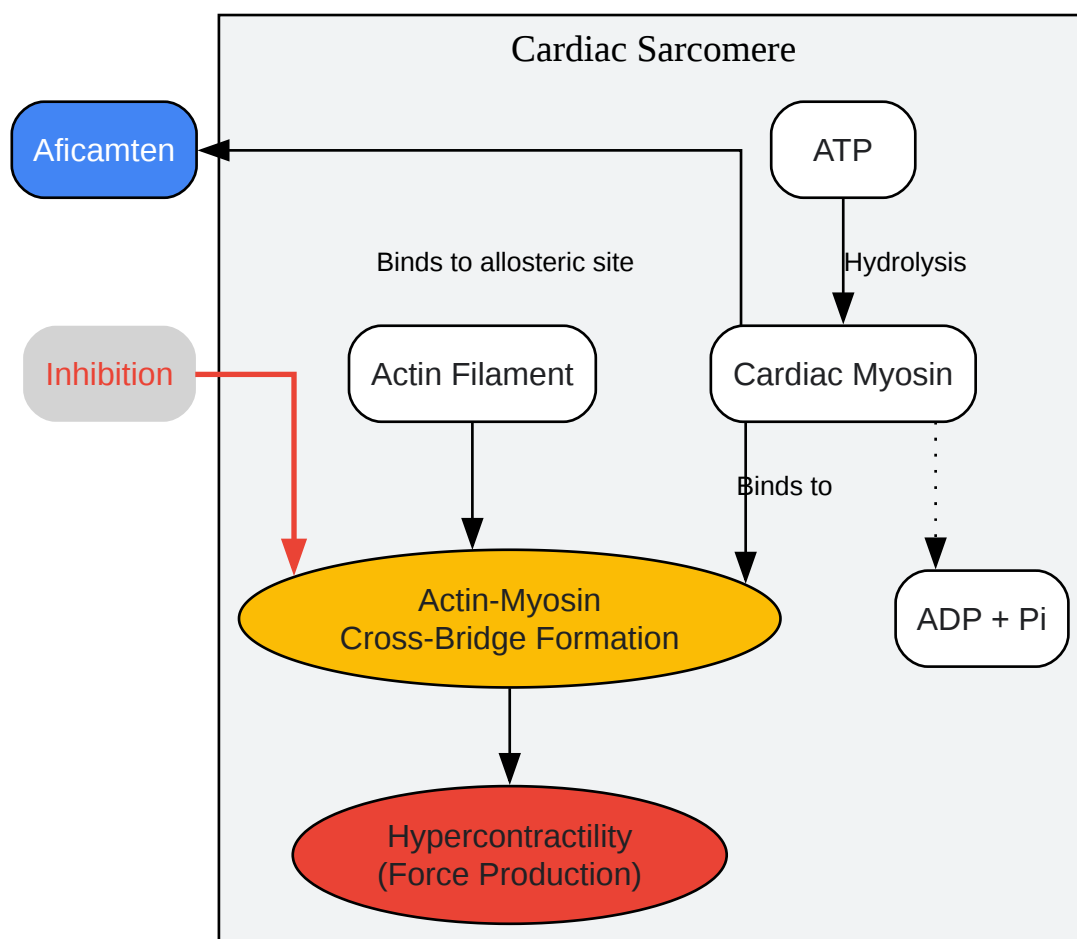 Cardiac Sarcomere
Aficamten
ATP
Binds to allosteric site
Hydrolysis
Inhibition
Actin Filament
Cardiac Myosin
Binds to
Actin-Myosin
Cross-Bridge Formation
ADP + Pi
Hypercontractility
(Force Production)